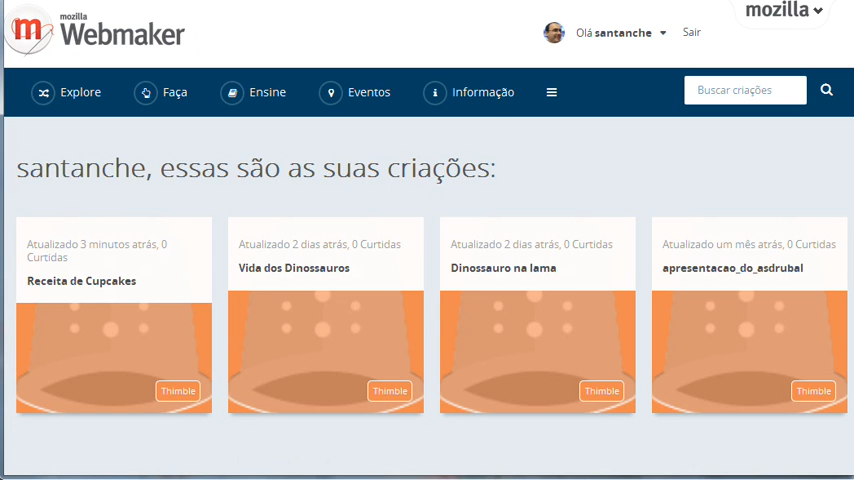 mozilla
Webmaker
Olá santanche
Sair
mozilla
Explore
Faça
Ensine
Eventos
Informação
Buscar criações
santanche, essas são as suas criações:
Atualizado 3 minutos atrás, 0
Curtidas
Receita de Cupcakes
Thimble
Atualizado 2 dias atrás, 0 Curtidas
Vida dos Dinossauros
Thimble
Atualizado 2 dias atrás, 0 Curtidas
Dinossauro na lama
Thimble
Atualizado um mês atrás, 0 Curtidas
apresentacao_do_asdrubal
Thimble